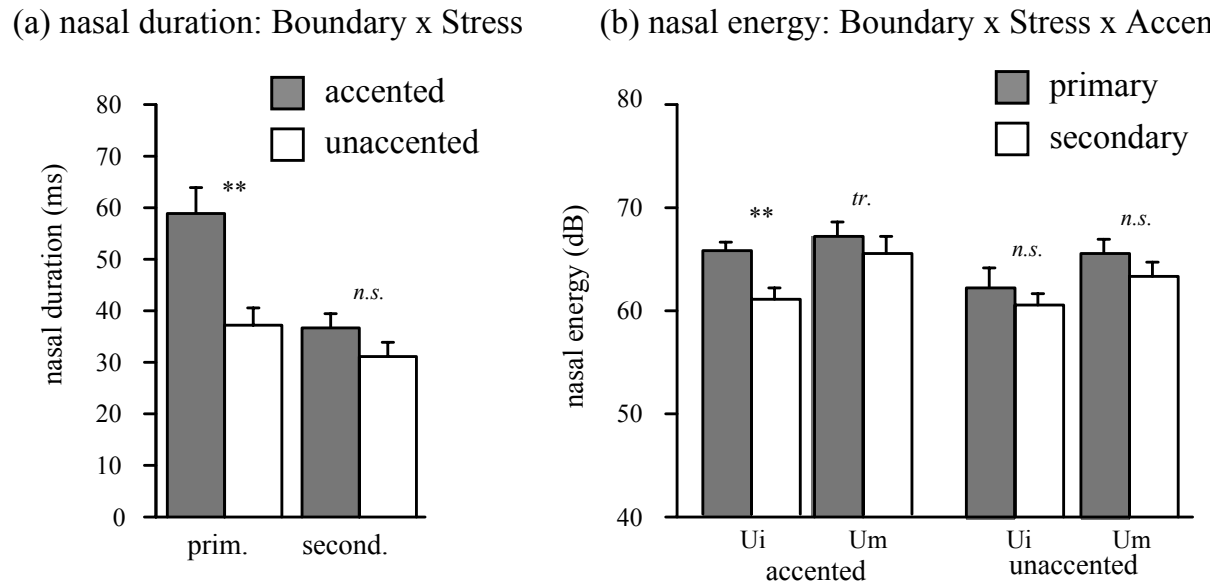 (a) nasal duration: Boundary x Stress
(b) nasal energy: Boundary x Stress x Accen
accented
unaccented
80
70
60
50
40
30
20
10
0
nasal duration (ms)
**
n.s.
prim.
second.
primary
secondary
80
70
60
50
40
nasal energy (dB)
**
tr.
n.s.
n.s.
Ui
Um
Ui
Um
accented
unaccented